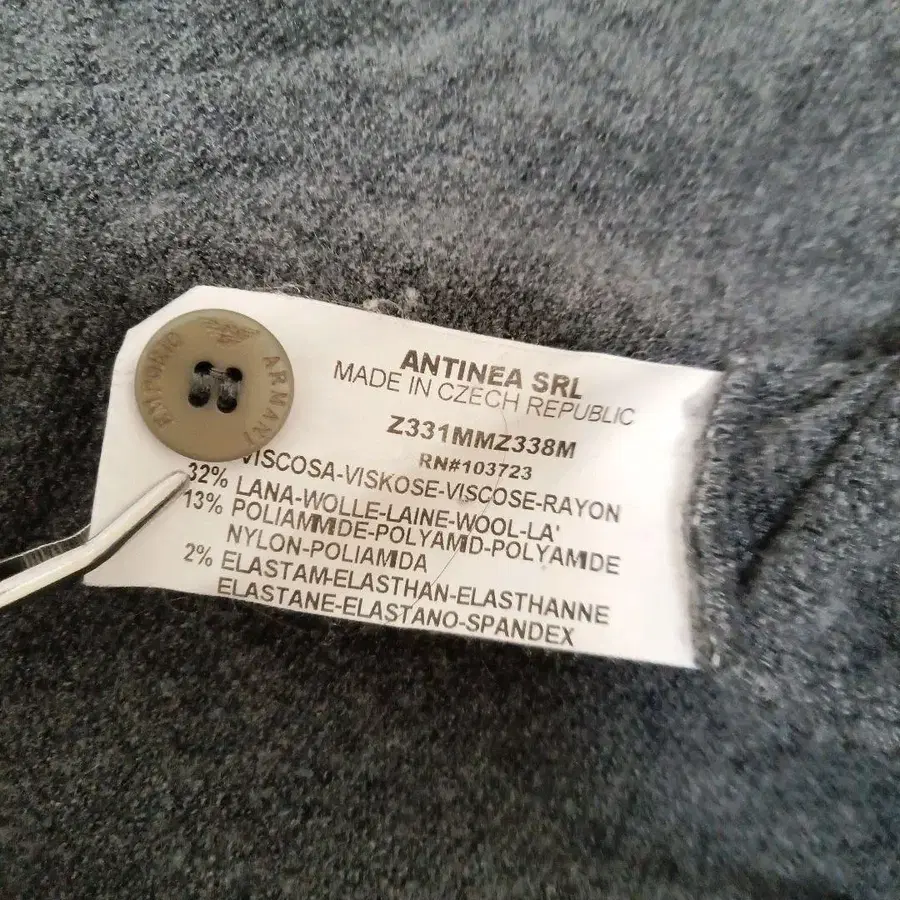 EMPORIO ARMANI
ANTINEA SRL
MADE IN CZECH REPUBLIC
Z331MMZ338M
RN#103723
VISCOSA-VISKOSE-VISCOSE-RAYON
32% LANA-WOLLE-LAINE-WOOL-LA'
13% POLIAMMIDE-POLYAMID-POLYAMIDE
NYLON-POLIAMIDA
2% ELASTAM-ELASTHAN-ELASTHANNE
ELASTANE-ELASTANO-SPANDEX